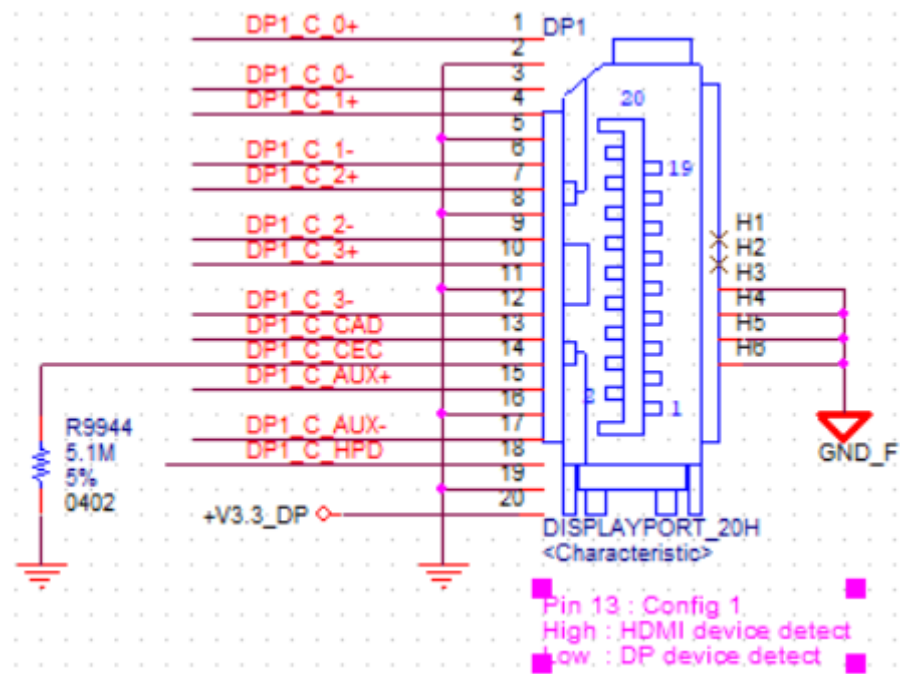 DP1_C_0+ 1 DP1
2
DP1_C_0- 3
DP1_C_1+ 4
5
DP1_C_1- 6
DP1_C_2+ 7
8
DP1_C_2- 9
DP1_C_3+ 10
11
DP1_C_3- 12
DP1_C_CAD 13
DP1_C_CEC 14
DP1_C_AUX+ 15
16
DP1_C_AUX- 17
DP1_C_HPD 18
19
+V3.3_DP 20
20
19
2
1
H1
H2
H3
H4
H5
H6
GND_F
R9944
5.1M
5%
0402
DISPLAYPORT_20H
<Characteristic>
Pin 13 : Config 1
High : HDMI device detect
Low : DP device detect